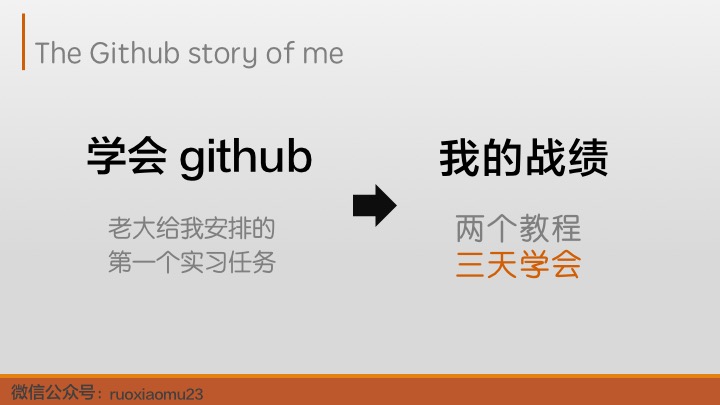 The Github story of me
学会 github
老大给我安排的
第一个实习任务
我的战绩
两个教程
三天学会
微信公众号：ruoxiaomu23